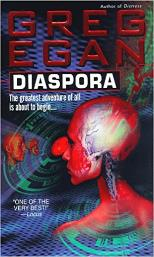 Author of Distress
GREG
EGAN
DIASPORA
The greatest adventure of all
is about to begin...
"ONE OF THE
VERY BEST!"
—Locus